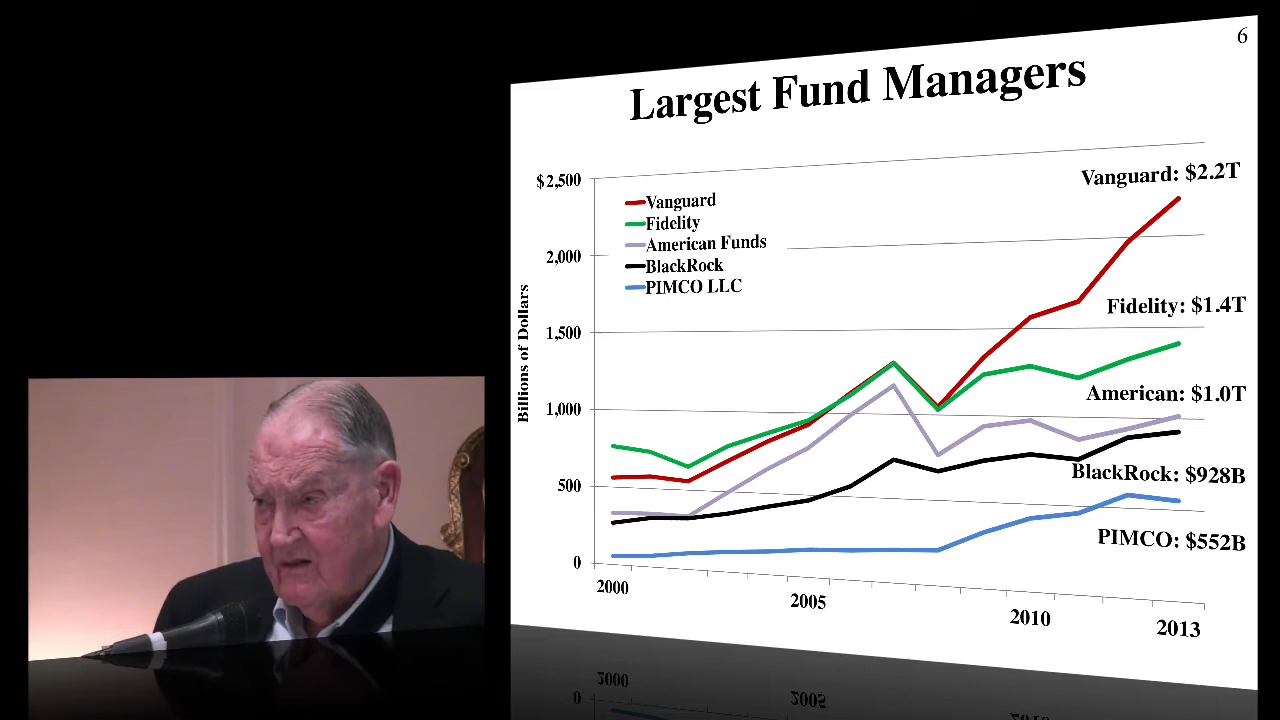 6
Largest Fund Managers
$2,500
2,000
1,500
1,000
500
0
Billions of Dollars
Vanguard
Fidelity
American Funds
BlackRock
PIMCO LLC
Vanguard: $2.2T
Fidelity: $1.4T
American: $1.0T
BlackRock: $928B
PIMCO: $552B
2000
2005
2010
2013